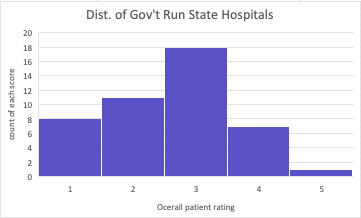 Dist. of Gov't Run State Hospitals
20
18
16
14
12
10
8
6
4
2
0
count of each score
1 2 3 4 5
Ocerall patient rating